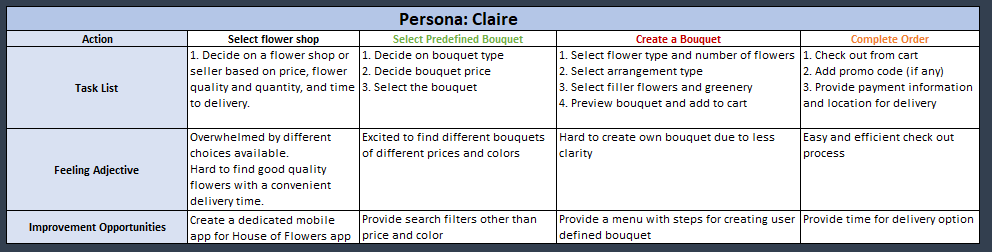 Persona: Claire
Action
Select flower shop
Select Predefined Bouquet
Create a Bouquet
Complete Order
Task List
1. Decide on a flower shop or
seller based on price, flower
quality and quantity, and time
to delivery.
1. Decide on bouquet type
2. Decide bouquet price
3. Select the bouquet
1. Select flower type and number of flowers
2. Select arrangement type
3. Select filler flowers and greenery
4. Preview bouquet and add to cart
1. Check out from cart
2. Add promo code (if any)
3. Provide payment information
and location for delivery
Feeling Adjective
Overwhelmed by different
choices available.
Hard to find good quality
flowers with a convenient
delivery time.
Excited to find different bouquets
of different prices and colors
Hard to create own bouquet due to less
clarity
Easy and efficient check out
process
Improvement Opportunities
Create a dedicated mobile
app for House of Flowers app
Provide search filters other than
price and color
Provide a menu with steps for creating user
defined bouquet
Provide time for delivery option